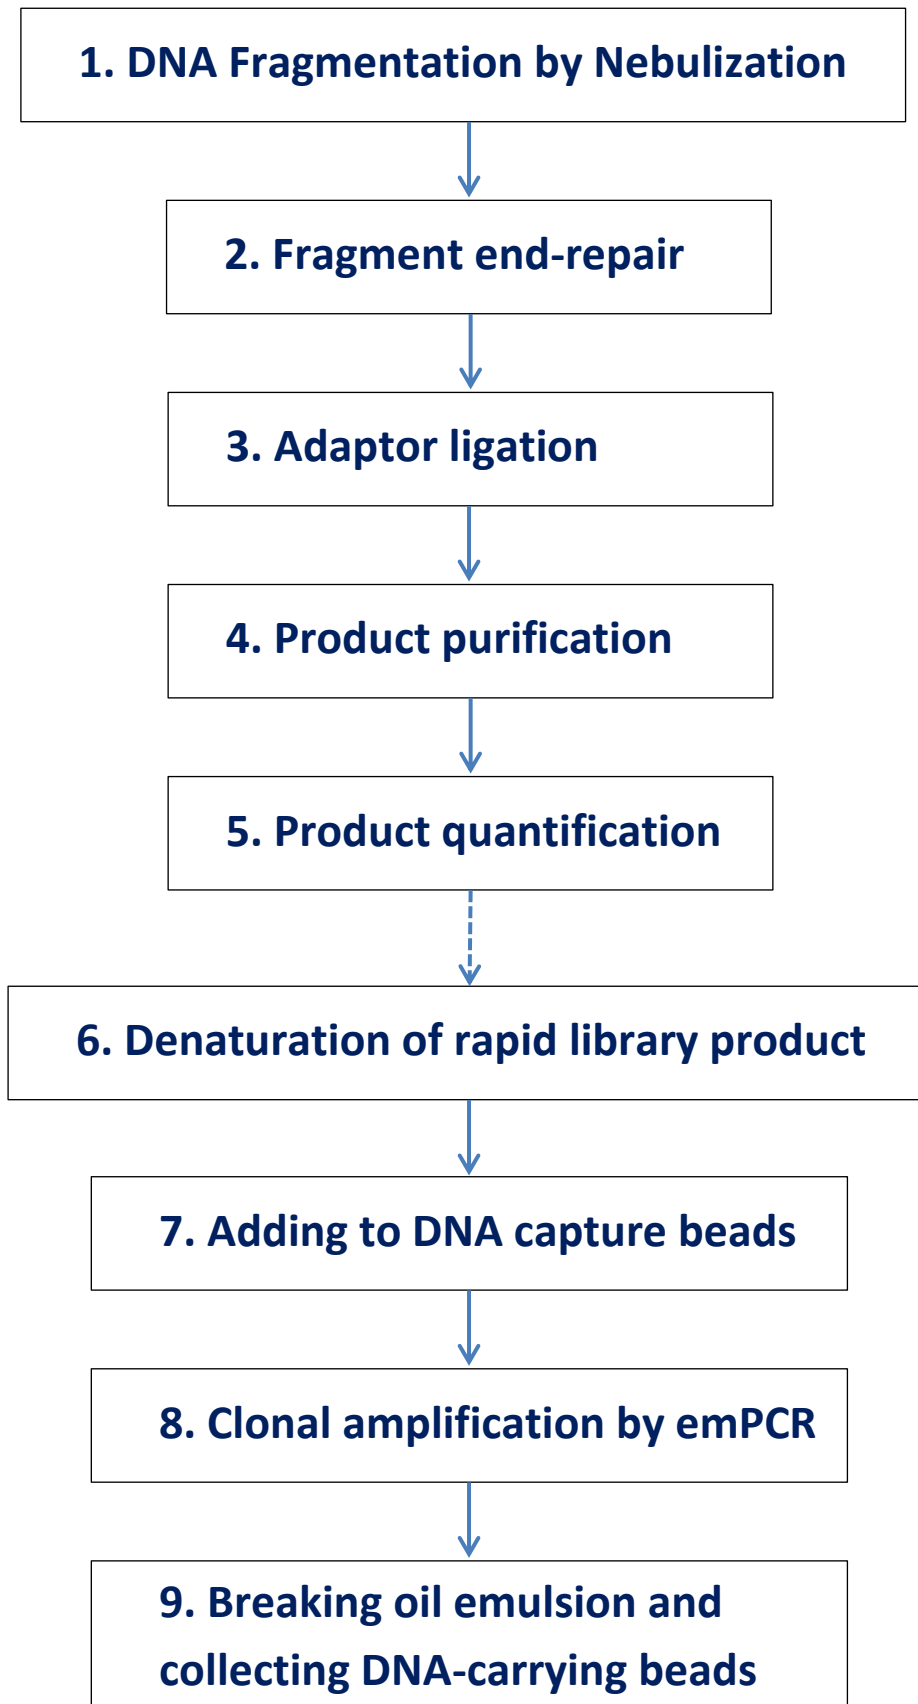 1. DNA Fragmentation by Nebulization
2. Fragment end-repair
3. Adaptor ligation
4. Product purification
5. Product quantification
6. Denaturation of rapid library product
7. Adding to DNA capture beads
8. Clonal amplification by emPCR
9. Breaking oil emulsion and
collecting DNA-carrying beads